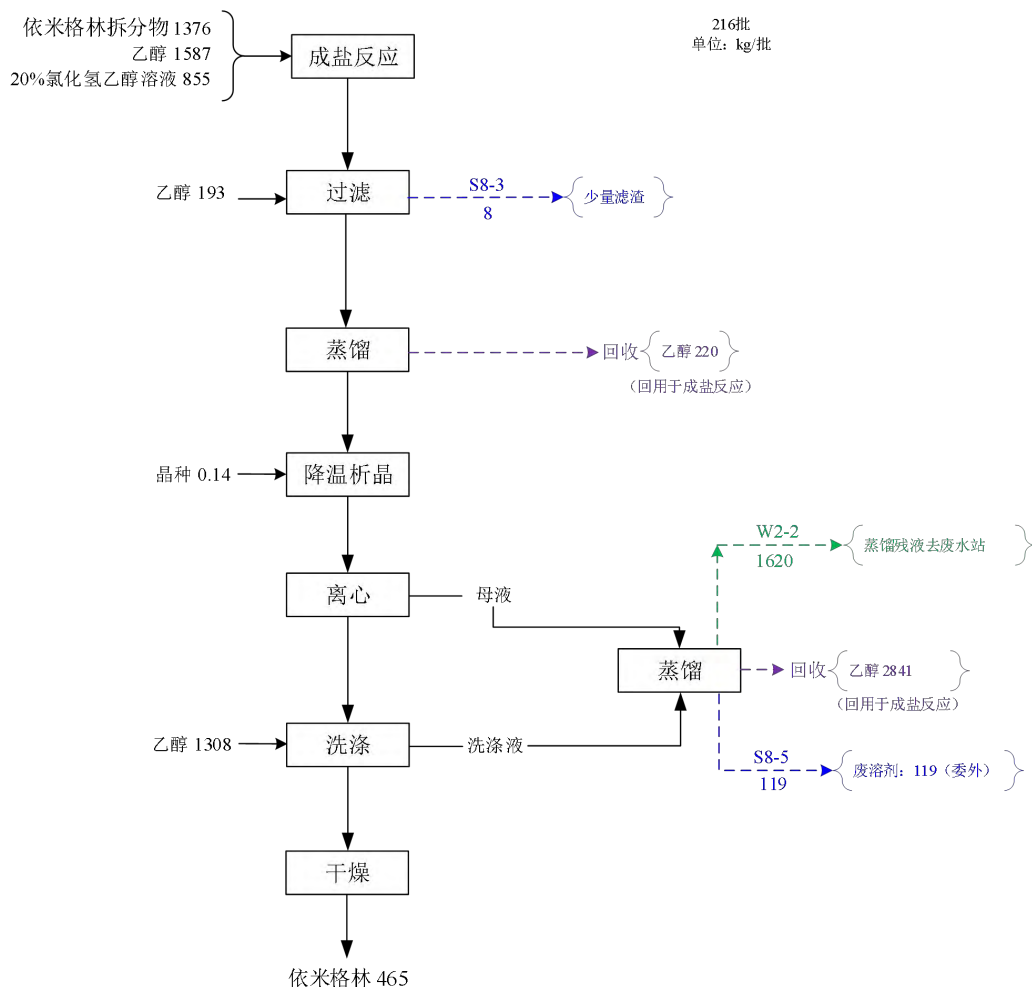 216批
单位：kg/批
依米格林拆分物 1376
乙醇 1587
20%氯化氢乙醇溶液 855
成盐反应
乙醇 193
过滤
S8-3
8
少量滤渣
蒸馏
回收
乙醇 220
（回用于成盐反应）
晶种 0.14
降温析晶
W2-2
1620
蒸馏残液去废水站
离心
母液
蒸馏
回收
乙醇 2841
（回用于成盐反应）
乙醇 1308
洗涤
洗涤液
S8-5
119
废溶剂：119（委外）
干燥
依米格林 465